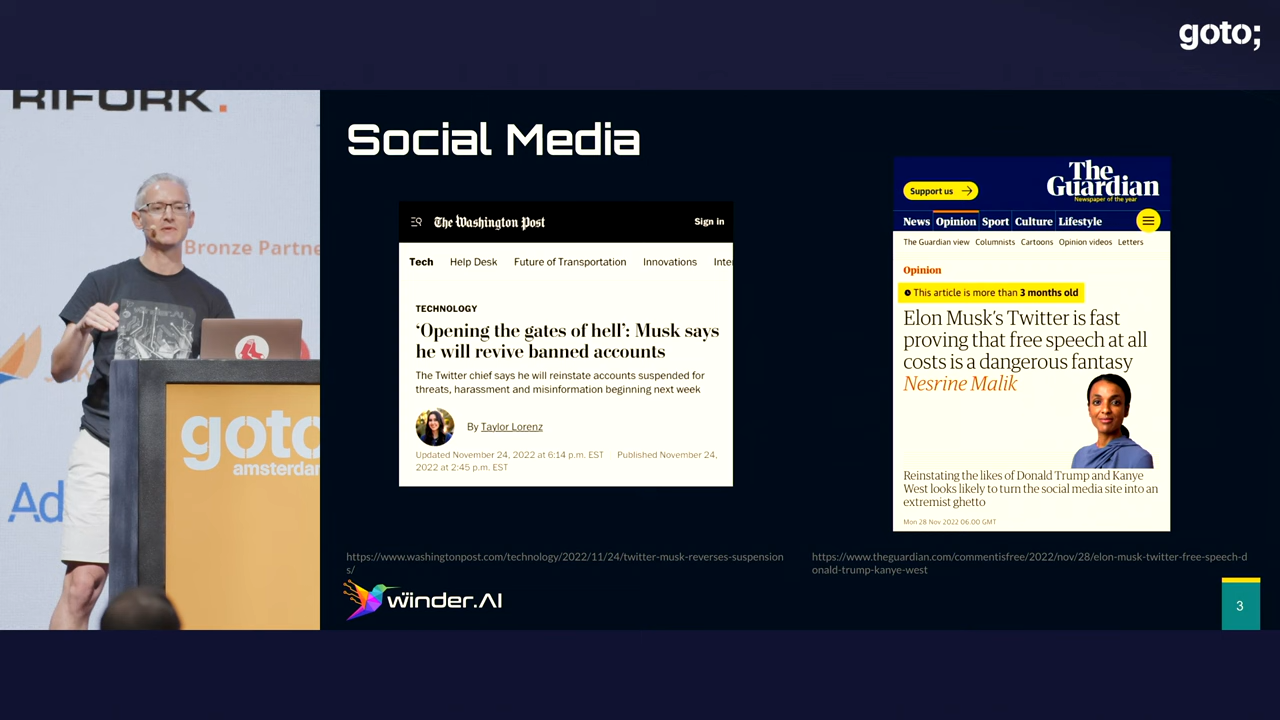 goto;
RIFORK.
Bronze Partne
goto
amsterdam
Ad
Social Media
The Washington Post
Sign in
Tech Help Desk Future of Transportation Innovations Inte
TECHNOLOGY
‘Opening the gates of hell’: Musk says
he will revive banned accounts
The Twitter chief says he will reinstate accounts suspended for
threats, harassment and misinformation beginning next week
By Taylor Lorenz
Updated November 24, 2022 at 6:14 p.m. EST Published November 24,
2022 at 2:45 p.m. EST
https://www.washingtonpost.com/technology/2022/11/24/twitter-musk-reverses-suspension
s/
Support us
The
Guardian
Newspaper of the year
News Opinion Sport Culture Lifestyle
The Guardian view Columnists Cartoons Opinion videos Letters
Opinion
This article is more than 3 months old
Elon Musk's Twitter is fast
proving that free speech at all
costs is a dangerous fantasy
Nesrine Malik
Reinstating the likes of Donald Trump and Kanye
West looks likely to turn the social media site into an
extremist ghetto
Mon 28 Nov 2022 06.00 GMT
https://www.theguardian.com/commentisfree/2022/nov/28/elon-musk-twitter-free-speech-d
onald-trump-kanye-west
winder.AI
3